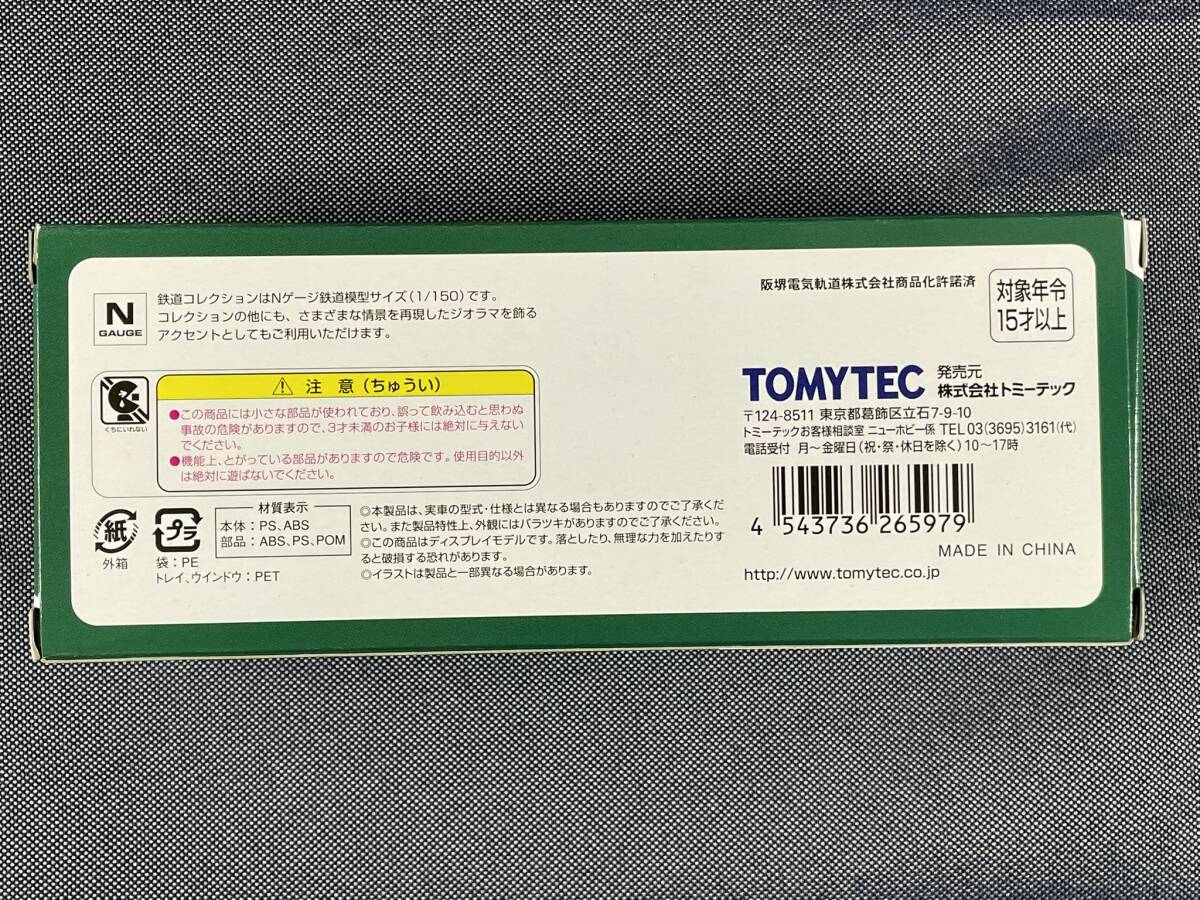 N
GAUGE
鉄道コレクションはNゲージ鉄道模型サイズ(1/150)です。
コレクションの他にも、さまざまな情景を再現したジオラマを飾る
アクセントとしてもご利用いただけます。
阪堺電気軌道株式会社商品化許諾済
対象年令
15才以上
くちにいれない
⚠ 注 意 (ちゅうい)
●この商品には小さな部品が使われており、誤って飲み込むと思わぬ
事故の危険がありますので、3才未満のお子様には絶対に与えない
でください。
●機能上、とがっている部品がありますので危険です。使用目的以外
は絶対に遊ばないでください。
TOMYTEC 発売元
株式会社トミーテック
〒124-8511 東京都葛飾区立石7-9-10
トミーテックお客様相談室 ニューホビー係 TEL 03(3695)3161(代)
電話受付 月〜金曜日(祝・祭・休日を除く)10〜17時
4 543736 265979
MADE IN CHINA
http://www.tomytec.co.jp
紙
外箱
プラ
袋:PE
トレイ、ウインドウ:PET
材質表示
本体:PS、ABS
部品:ABS、PS、POM
◎本製品は、実車の型式・仕様とは異なる場合もありますのでご了承くだ
さい。また製品特性上、外観にはバラツキがありますのでご了承ください。
◎この商品はディスプレイモデルです。落としたり、無理な力を加えたりす
ると破損する恐れがあります。
◎イラストは製品と一部異なる場合があります。